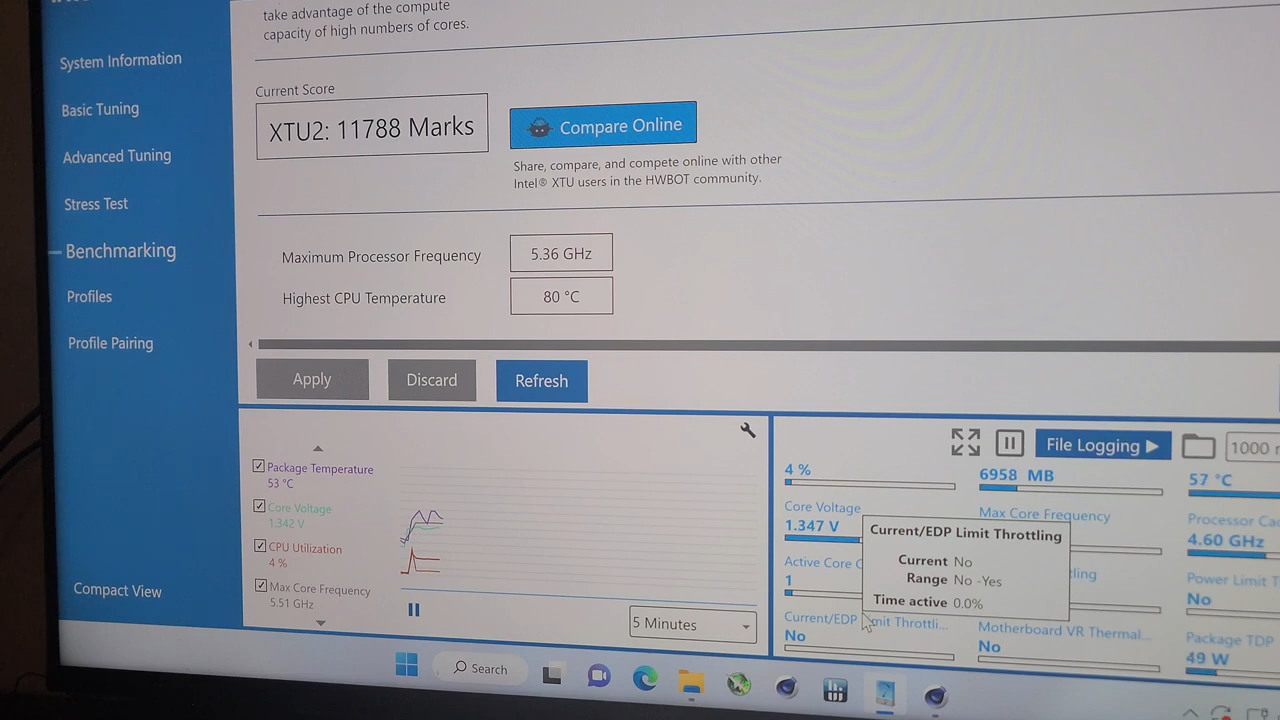 take advantage of the compute
capacity of high numbers of cores.
System Information
Basic Tuning
Advanced Tuning
Stress Test
Benchmarking
Profiles
Profile Pairing
Compact View
Current Score
XTU2: 11788 Marks
Compare Online
Share, compare, and compete online with other
Intel® XTU users in the HWBOT community.
Maximum Processor Frequency
5.36 GHz
Highest CPU Temperature
80 °C
Apply
Discard
Refresh
Package Temperature
53 °C
Core Voltage
1.342 V
CPU Utilization
4 %
Max Core Frequency
5.51 GHz
5 Minutes
File Logging
1000
4 %
6958 MB
57 °C
Core Voltage
1.347 V
Max Core Frequency
Processor
4.60 GHz
Active Core
1
Power Limit
No
Current/EDP Limit Throttling
Current No
Range No -Yes
Time active 0.0%
Current/EDP Limit Throttli...
No
Motherboard VR Thermal...
No
Package TDP
49 W
Search